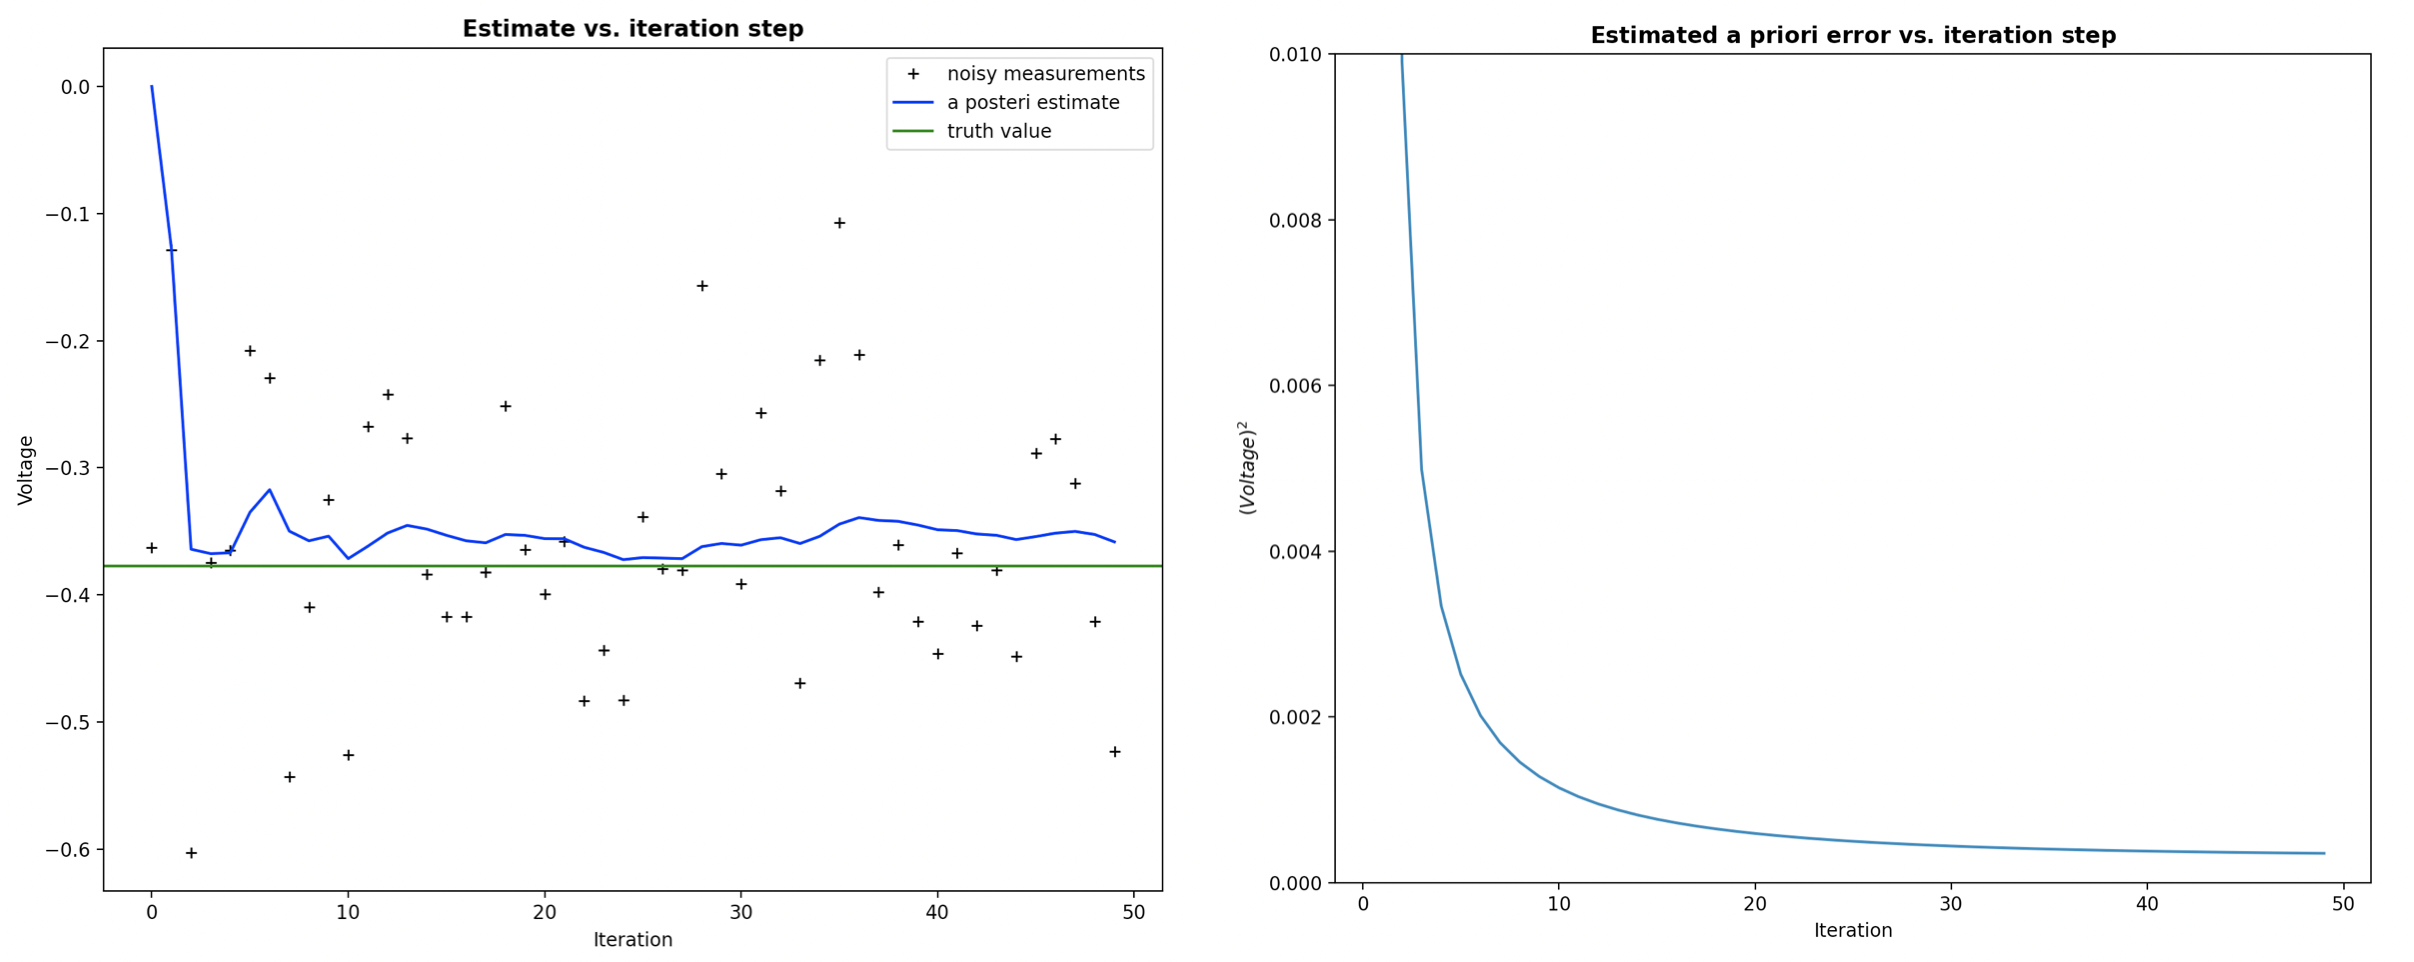 Estimate vs. iteration step
noisy measurements
a posteri estimate
truth value
Voltage
0.0
−0.1
−0.2
−0.3
−0.4
−0.5
−0.6
0 10 20 30 40 50
Iteration
Estimated a priori error vs. iteration step
(Voltage)²
0.010
0.008
0.006
0.004
0.002
0.000
0 10 20 30 40 50
Iteration